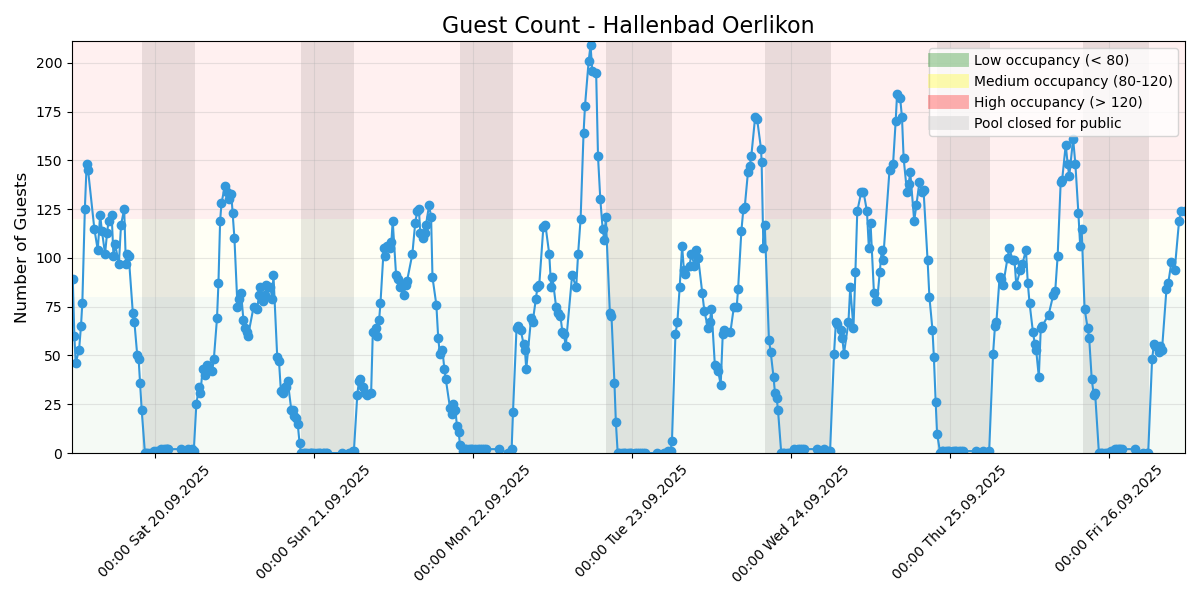 Guest Count - Hallenbad Oerlikon
Low occupancy (< 80)
Medium occupancy (80-120)
High occupancy (> 120)
Pool closed for public
Number of Guests
200
175
150
125
100
75
50
25
0
00:00 Sat 20.09.2025
00:00 Sun 21.09.2025
00:00 Mon 22.09.2025
00:00 Tue 23.09.2025
00:00 Wed 24.09.2025
00:00 Thu 25.09.2025
00:00 Fri 26.09.2025